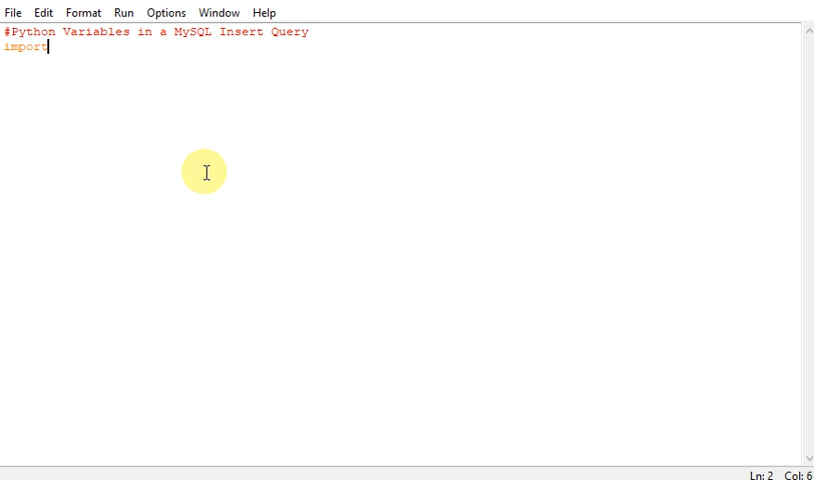 File Edit Format Run Options Window Help
#Python Variables in a MySQL Insert Query
import
Ln: 2 Col: 6